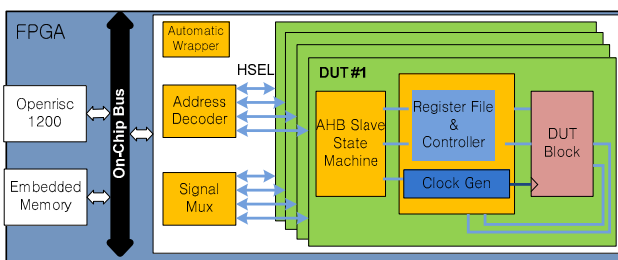 FPGA
Automatic
Wrapper
HSEL
DUT #1
Openrisc
1200
On-Chip Bus
Address
Decoder
AHB Slave
State
Machine
Register File
&
Controller
DUT
Block
Embedded
Memory
Signal
Mux
Clock Gen